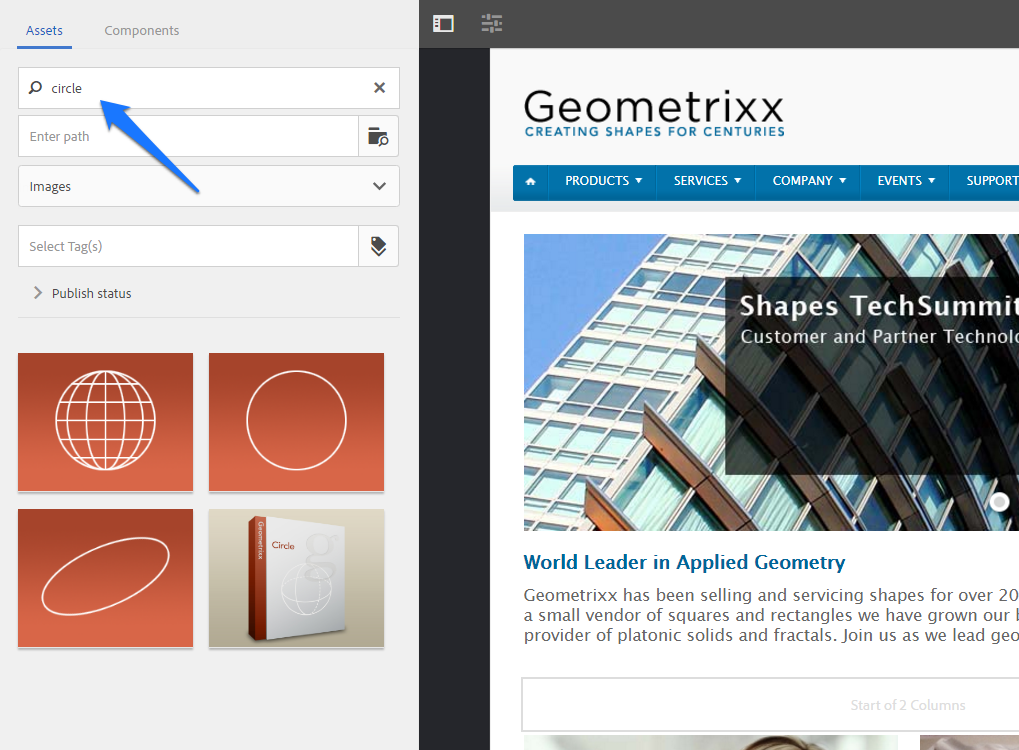 Assets
Components
circle
Enter path
Images
Select Tag(s)
Publish status
Geometrixx
Circle
g
Geometrixx
CREATING SHAPES FOR CENTURIES
PRODUCTS
SERVICES
COMPANY
EVENTS
SUPPORT
Shapes TechSummit
Customer and Partner Technolo
World Leader in Applied Geometry
Geometrixx has been selling and servicing shapes for over 20
a small vendor of squares and rectangles we have grown our b
provider of platonic solids and fractals. Join us as we lead geo
Start of 2 Columns